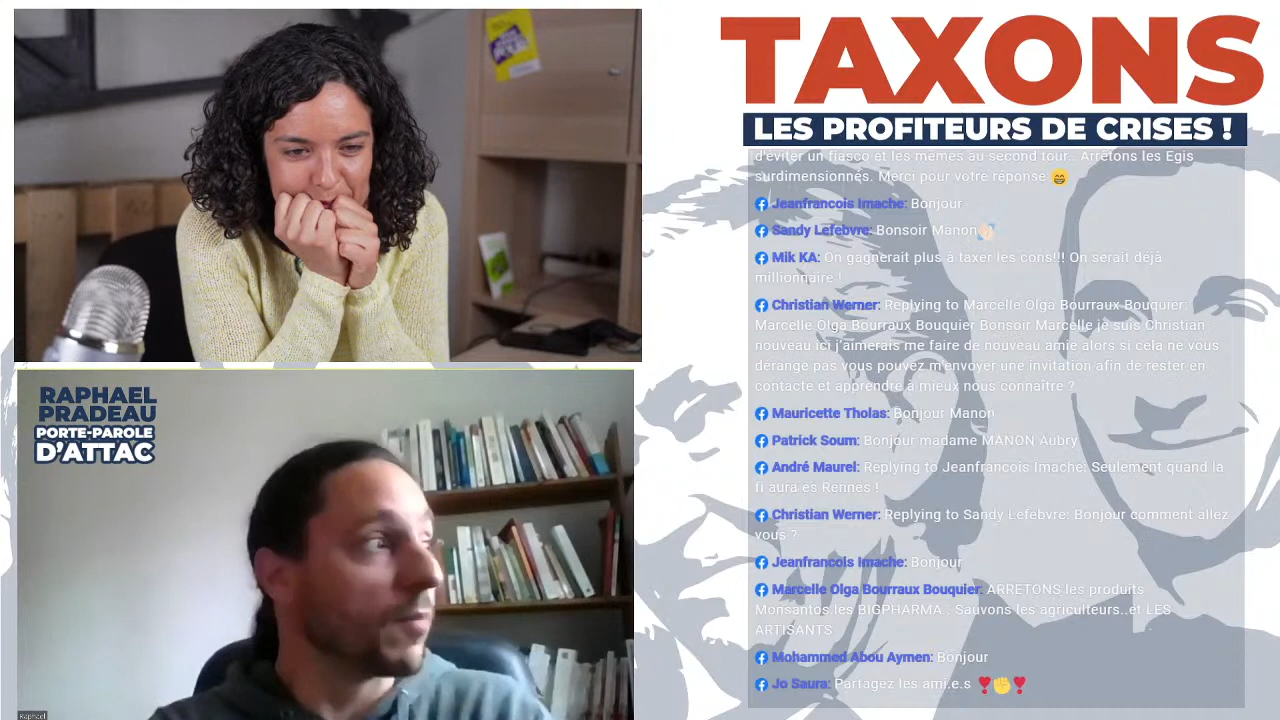 TAXONS
LES PROFITEURS DE CRISES !
d'éviter un fiasco et les mêmes au second tour.. Arrêtons les Egis
surdimensionnés. Merci pour votre réponse 😁
Jeanfrancois Imache: Bonjour
Sandy Lefebvre: Bonsoir Manon
Mik KA: On gagnerait plus à taxer les cons!!! On serait déjà
millionnaire !
Christian Werner: Replying to Marcelle Olga Bourraux Bouquier:
Marcelle Olga Bourraux Bouquier Bonsoir Marcelle je suis Christian
nouveau ici j'aimerais me faire de nouveau amie alors si cela ne vous
dérange pas vous pouvez m'envoyer une invitation afin de rester en
contacte et apprendre à mieux nous connaître ?
Mauricette Tholas: Bonjour Manon
Patrick Soum: Bonjour madame MANON Aubry
André Maurel: Replying to Jeanfrancois Imache: Seulement quand la
fi aura es Rennes !
Christian Werner: Replying to Sandy Lefebvre: Bonjour comment allez
vous ?
Jeanfrancois Imache: Bonjour
Marcelle Olga Bourraux Bouquier: ARRETONS les produits
Monsantos.les BIGPHARMA . Sauvons les agriculteurs..et LES
ARTISANTS
Mohammed Abou Aymen: Bonjour
Jo Saura: Partagez les ami.e.s ❣️✊❣️
RAPHAEL
PRADEAU
PORTE-PAROLE
D'ATTAC
Raphael